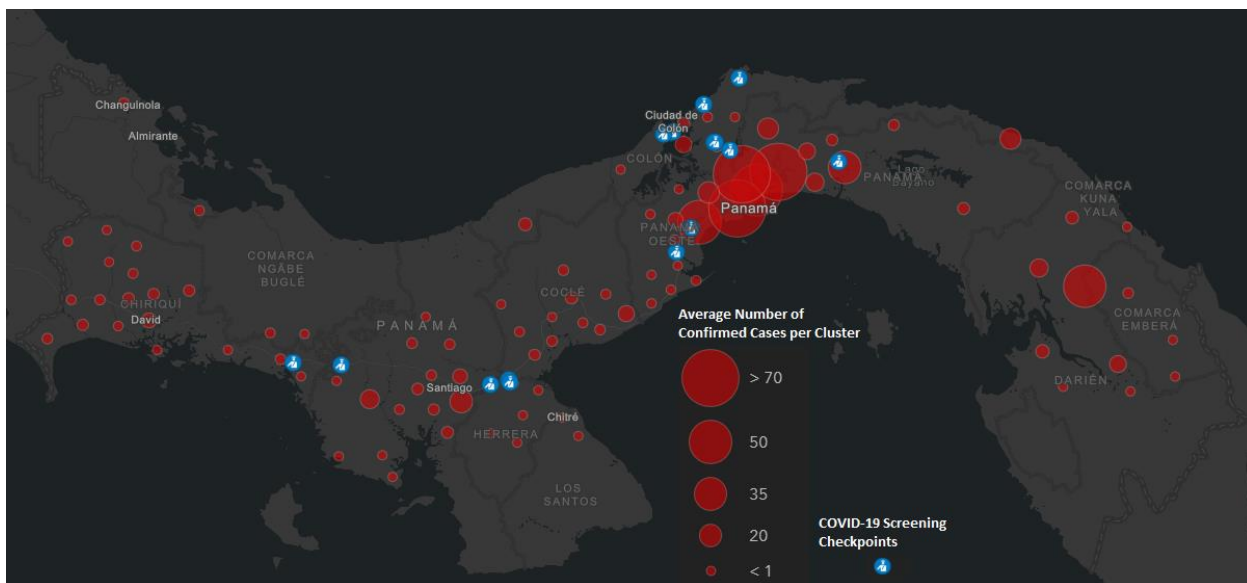 Changuinola
Almirante
Ciudad de
Colón
COLÓN
PANAMÁ
Lago
Bayano
COMARCA
KUNA
YALA
Panamá
PANAMÁ
OESTE
COMARCA
NGÄBE
BUGLÉ
COCLÉ
CHIRIQUÍ
David
PANAMÁ
COMARCA
EMBERÁ
DARIÉN
Santiago
Chitré
HERRERA
LOS
SANTOS
Average Number of
Confirmed Cases per Cluster
> 70
50
35
20
< 1
COVID-19 Screening
Checkpoints